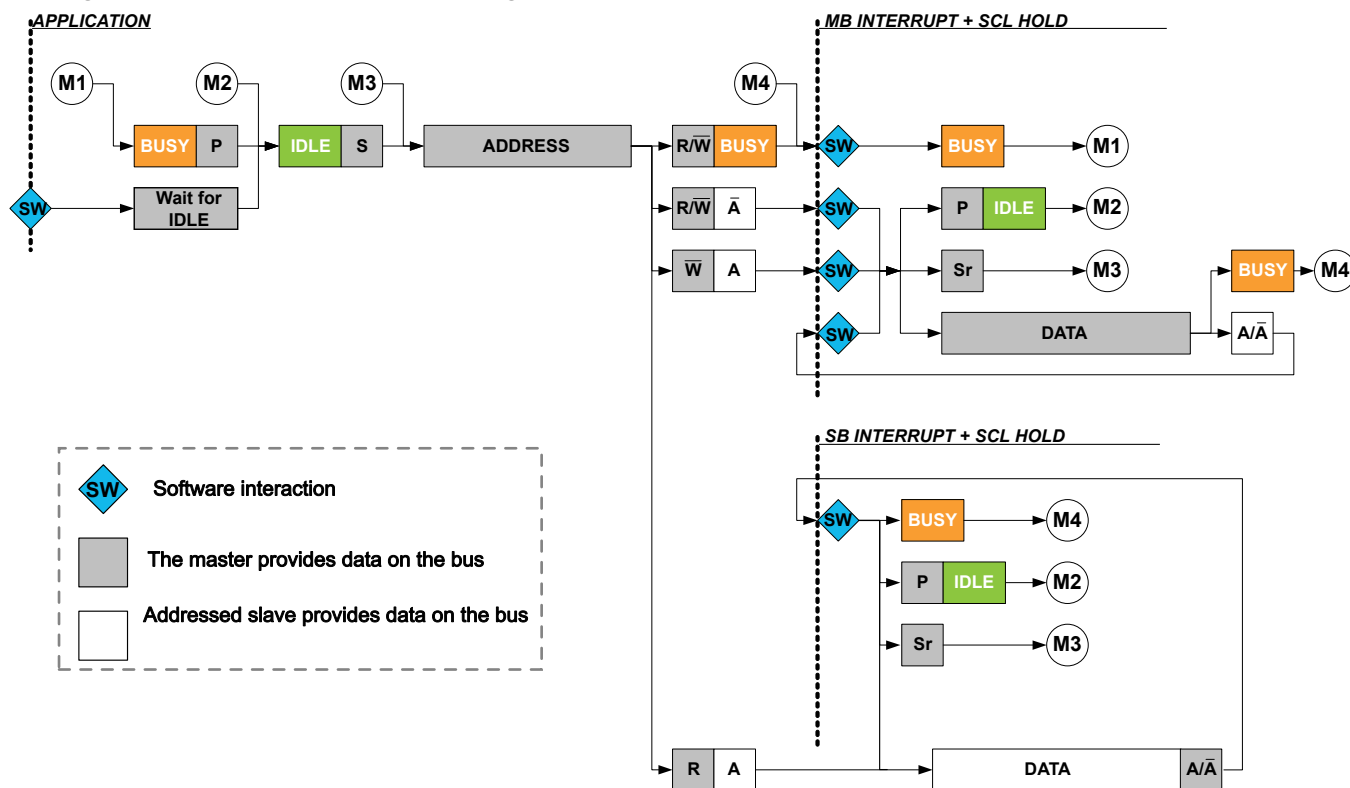 APPLICATION
MB INTERRUPT + SCL HOLD
M1
M2
M3
M4
BUSY P
IDLE S
ADDRESS
R/W̅ BUSY
SW
BUSY
M1
SW
Wait for
IDLE
R/W̅ A̅
SW
P IDLE
M2
W̅ A
SW
Sr
M3
BUSY
M4
SW
DATA
A/A̅
SB INTERRUPT + SCL HOLD
SW
BUSY
M4
P IDLE
M2
Sr
M3
R A
DATA
A/A̅
SW
Software interaction
The master provides data on the bus
Addressed slave provides data on the bus